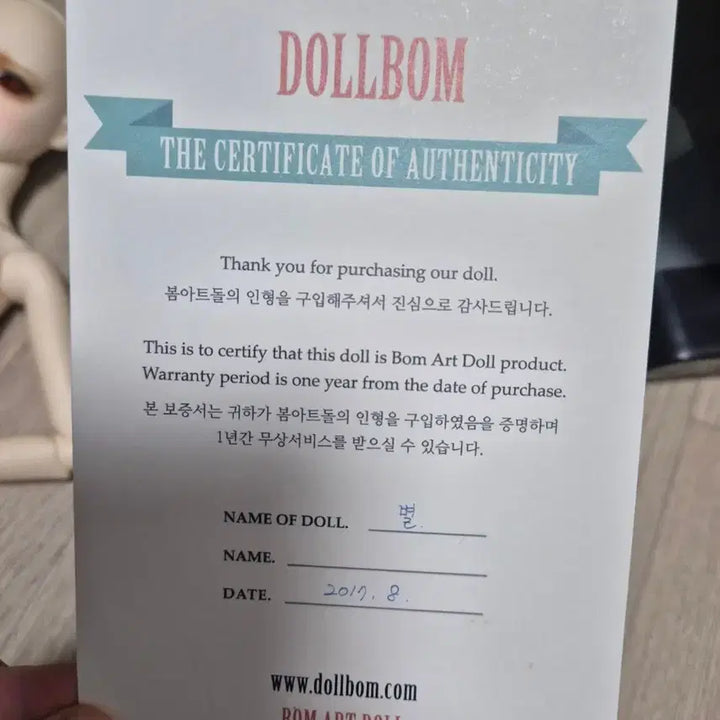 DOLLBOM
THE CERTIFICATE OF AUTHENTICITY
Thank you for purchasing our doll.
봄아트돌의 인형을 구입해주셔서 진심으로 감사드립니다.
This is to certify that this doll is Bom Art Doll product.
Warranty period is one year from the date of purchase.
본 보증서는 귀하가 봄아트돌의 인형을 구입하였음을 증명하며
1년간 무상서비스를 받으실 수 있습니다.
NAME OF DOLL. 별.
NAME.
DATE. 2017. 8.
www.dollbom.com
BOM ART DOLL